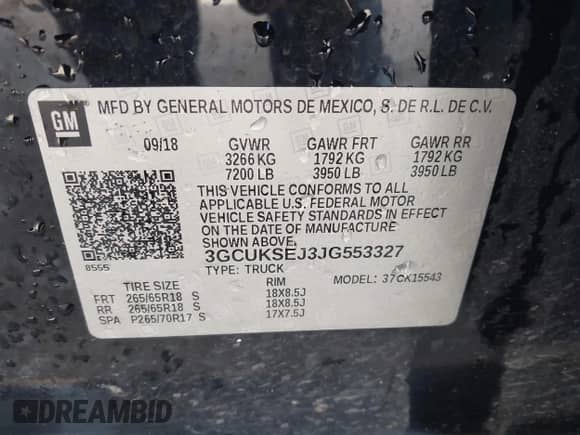 GM
MFD BY GENERAL MOTORS DE MEXICO, S. DE R.L. DE C.V.
09/18 GVWR GAWR FRT GAWR RR
3266 KG 1792 KG 1792 KG
7200 LB 3950 LB 3950 LB
THIS VEHICLE CONFORMS TO ALL
APPLICABLE U.S. FEDERAL MOTOR
VEHICLE SAFETY STANDARDS IN EFFECT
ON THE DATE OF MANUFACTURE
SHOWN ABOVE.
8555 3GCUKSEJ3JG553327
TYPE: TRUCK MODEL: 37CK15543
TIRE SIZE RIM
FRT 265/65R18 S 18X8.5J
RR 265/65R18 S 18X8.5J
SPA P265/70R17 S 17X7.5J
DREAMBID